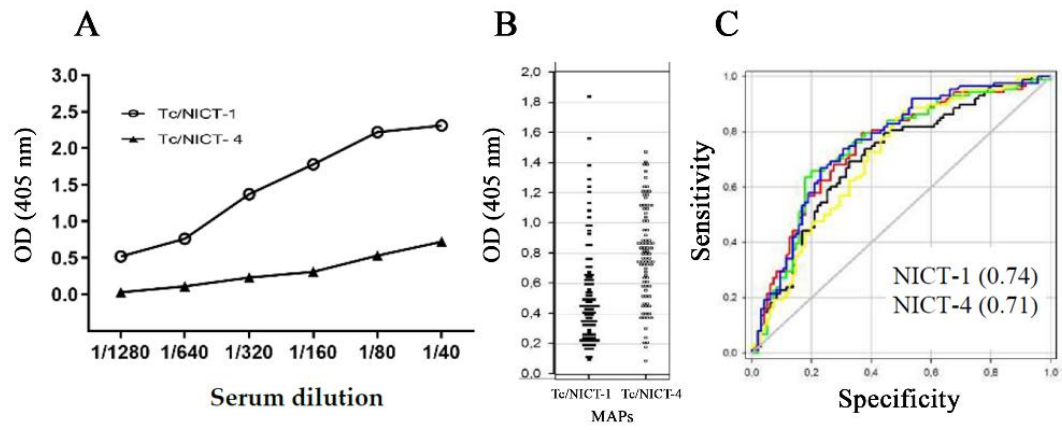 A
3.0
2.5
2.0
1.5
1.0
0.5
0.0
OD (405 nm)
Tc/NICT-1
Tc/NICT- 4
1/1280 1/640 1/320 1/160 1/80 1/40
Serum dilution
B
2,0
1,8
1,6
1,4
1,2
1,0
0,8
0,6
0,4
0,2
0,0
OD (405 nm)
Tc/NICT-1 Tc/NICT-4
MAPs
C
1,0
0,8
0,6
0,4
0,2
0,0
Sensitivity
NICT-1 (0.74)
NICT-4 (0.71)
0,0 0,2 0,4 0,6 0,8 1,0
Specificity